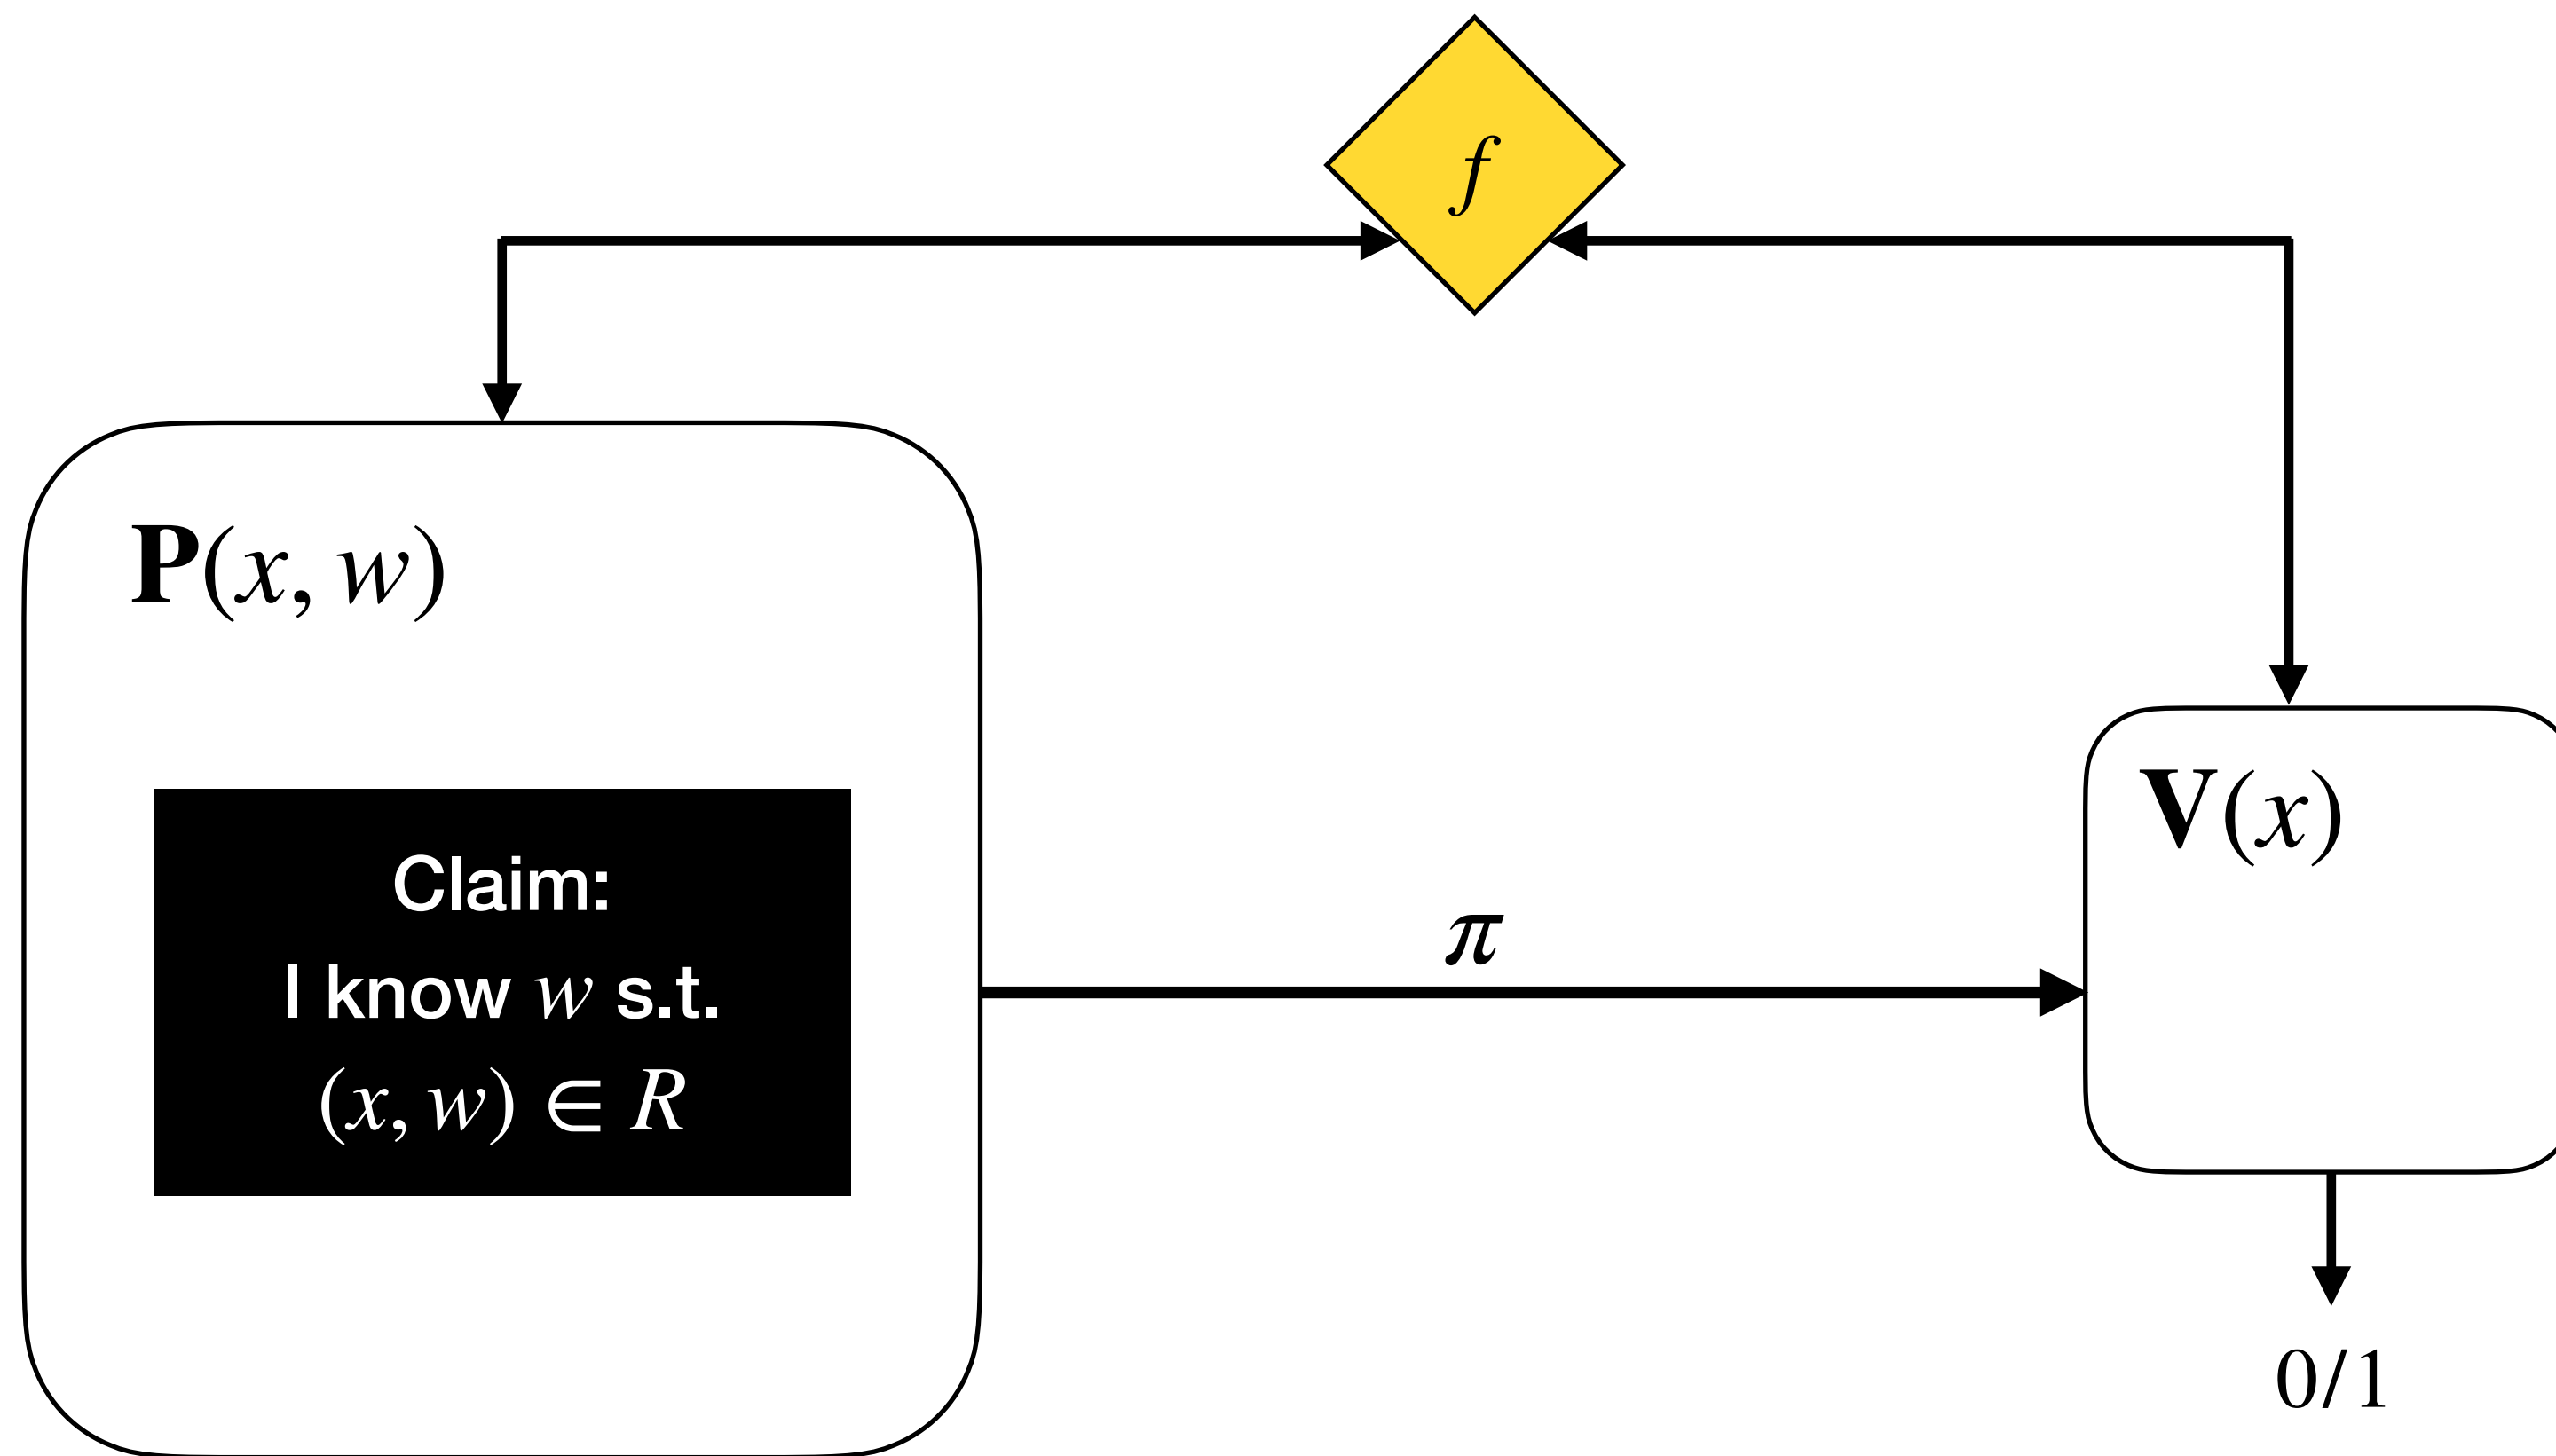 f
P(x, w)
Claim:
I know w s.t.
(x, w) ∈ R
π
V(x)
0/1